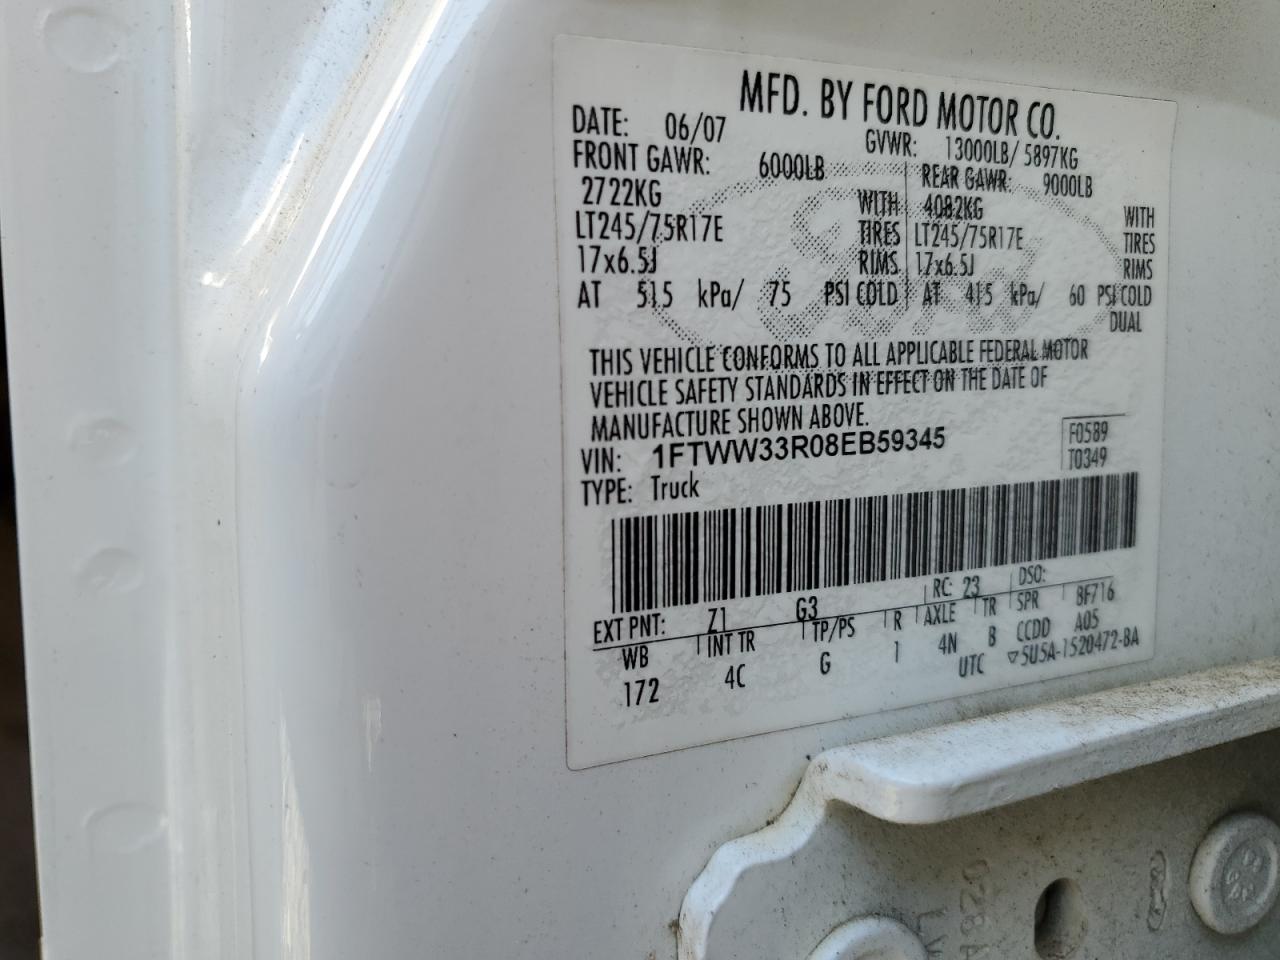 MFD. BY FORD MOTOR CO.
DATE: 06/07 GVWR: 13000LB/ 5897KG
FRONT GAWR: 6000LB REAR GAWR: 9000LB
2722KG WITH 4082KG WITH
LT245/75R17E TIRES LT245/75R17E TIRES
17x6.5J RIMS 17x6.5J RIMS
AT 515 kPa/ 75 PSI COLD AT 415 kPa/ 60 PSI COLD
DUAL
THIS VEHICLE CONFORMS TO ALL APPLICABLE FEDERAL MOTOR
VEHICLE SAFETY STANDARDS IN EFFECT ON THE DATE OF
MANUFACTURE SHOWN ABOVE.
VIN: 1FTWW33R08EB59345 F0589
TYPE: Truck T0349
EXT PNT: Z1 G3 RC: 23 DSO:
WB INT TR TP/PS R AXLE TR SPR 8F716
172 4C G 1 4N B CCDD A05
UTC ▽5U5A-1520472-BA
028A